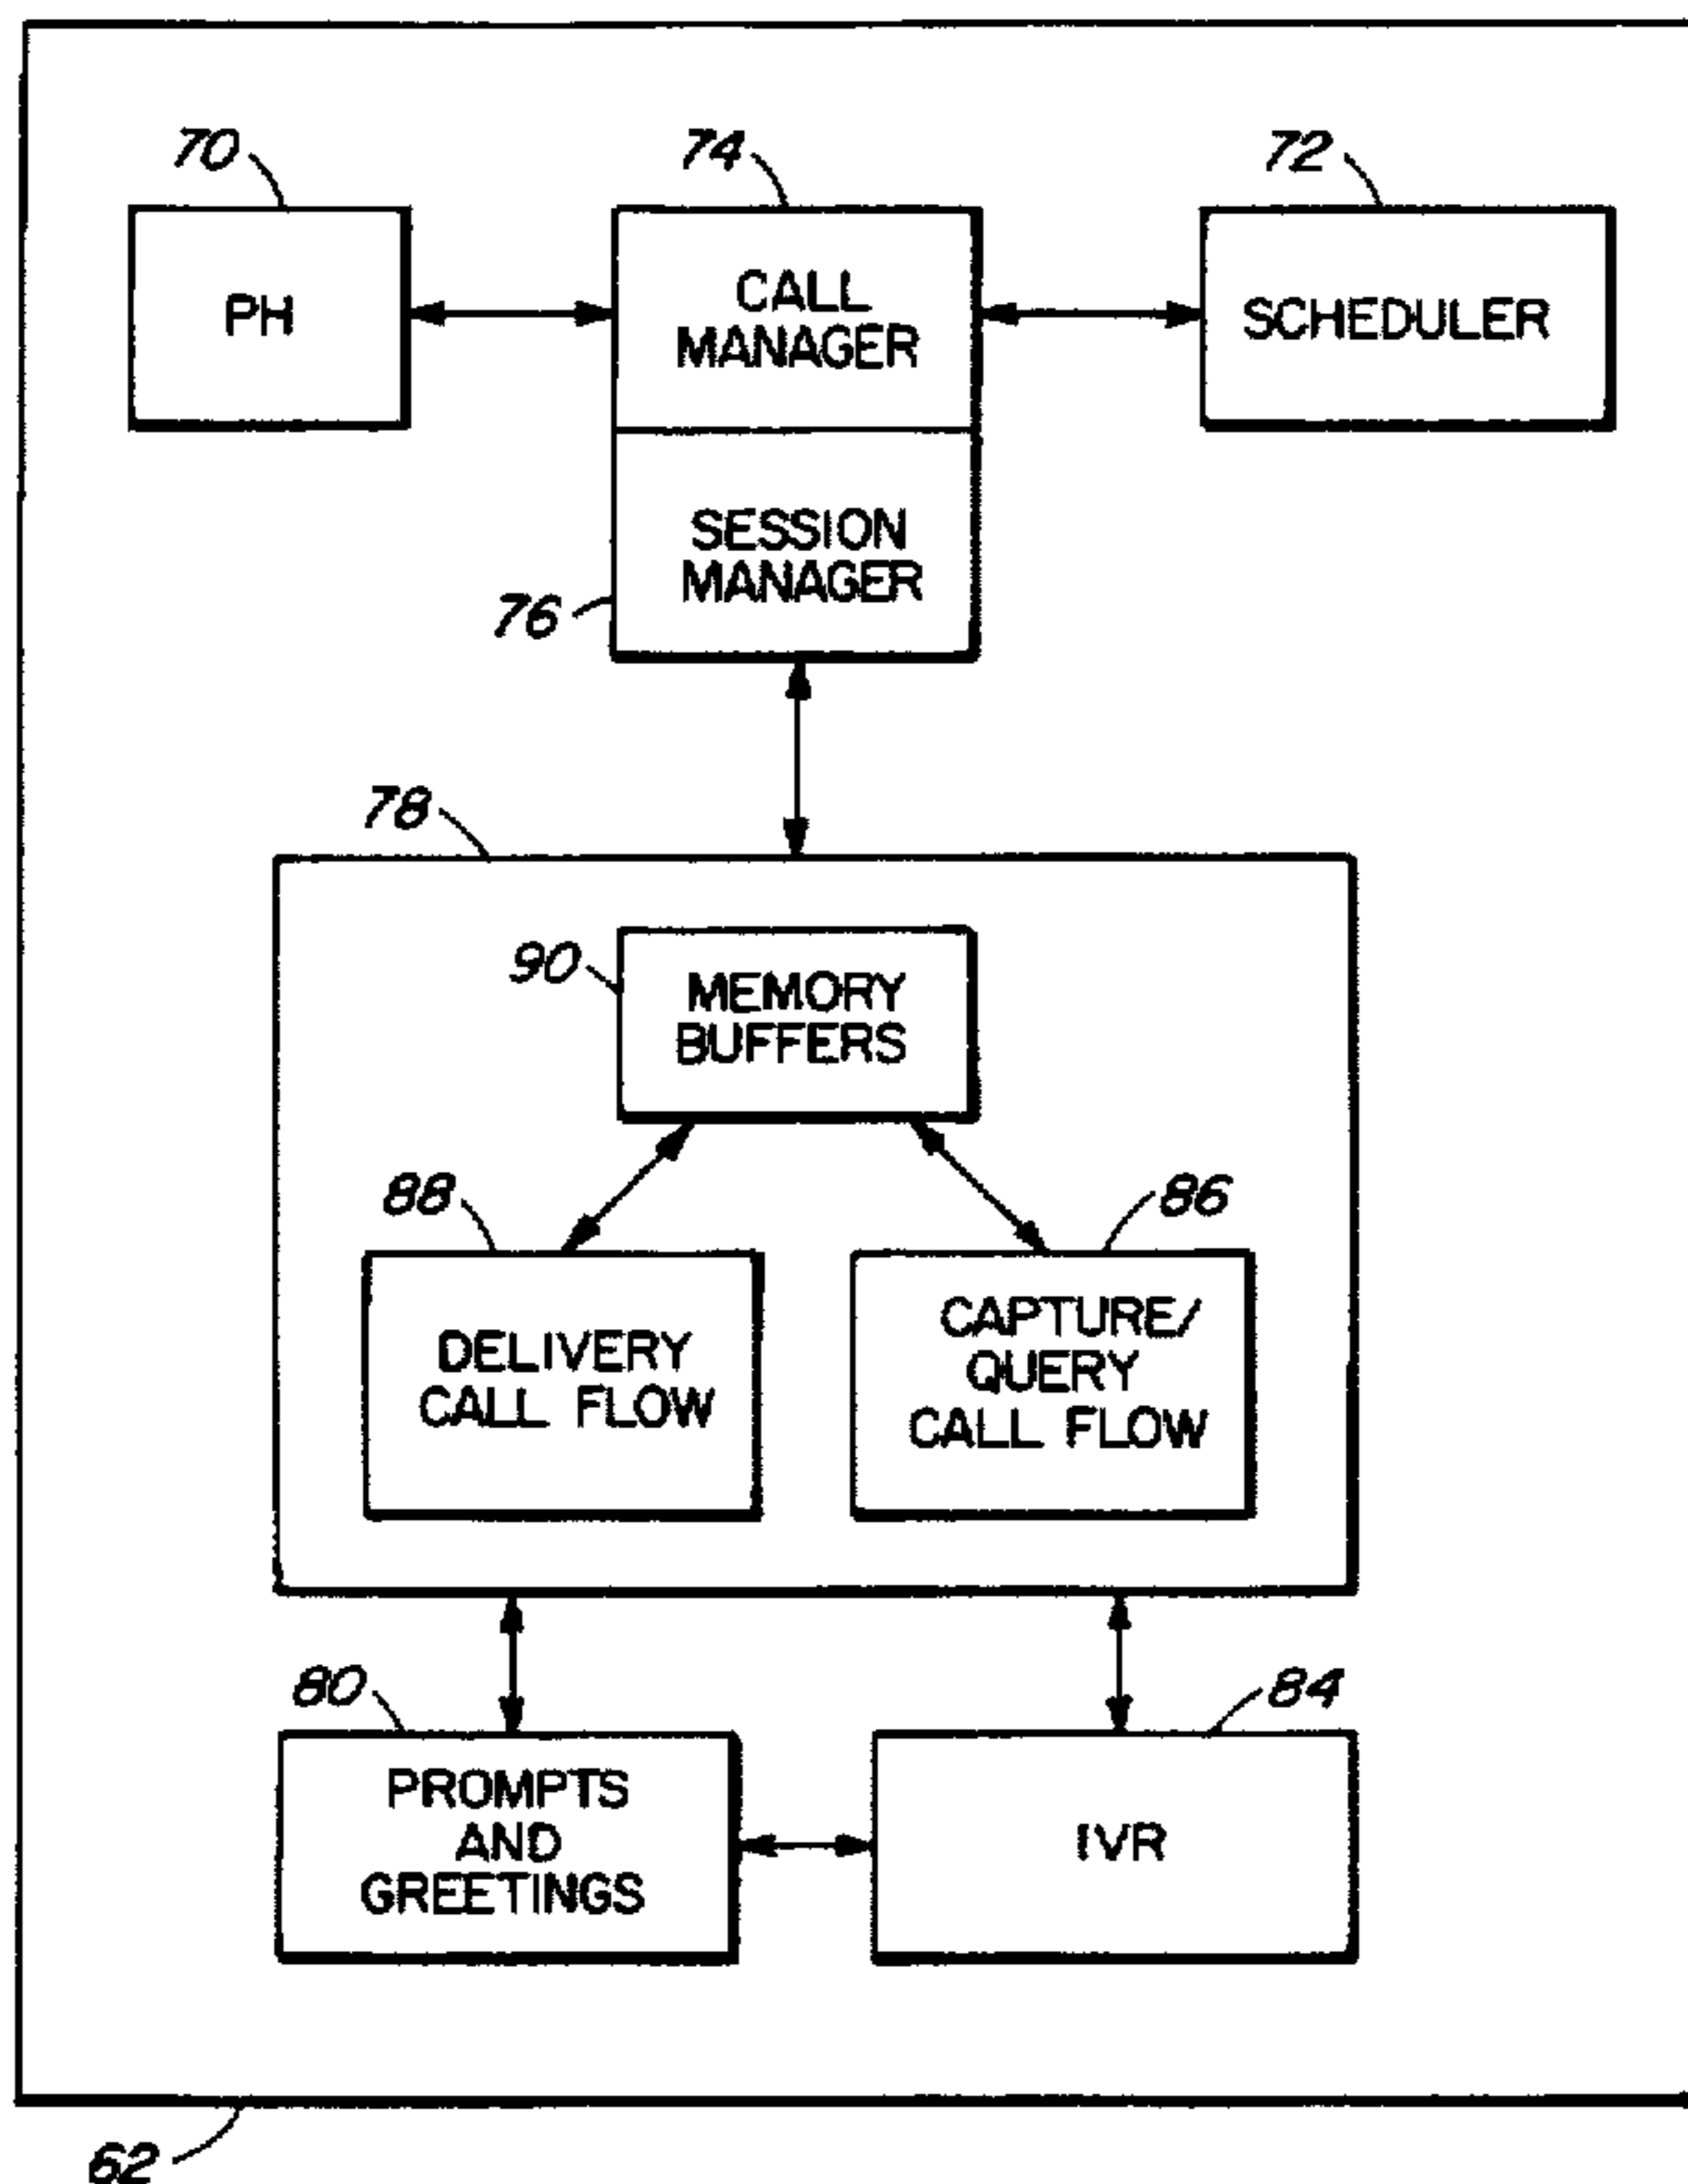 70
74
72
PH
CALL
MANAGER
SCHEDULER
SESSION
MANAGER
76
78
90
MEMORY
BUFFERS
88
86
DELIVERY
CALL FLOW
CAPTURE/
QUERY
CALL FLOW
80
84
PROMPTS
AND
GREETINGS
IVR
62